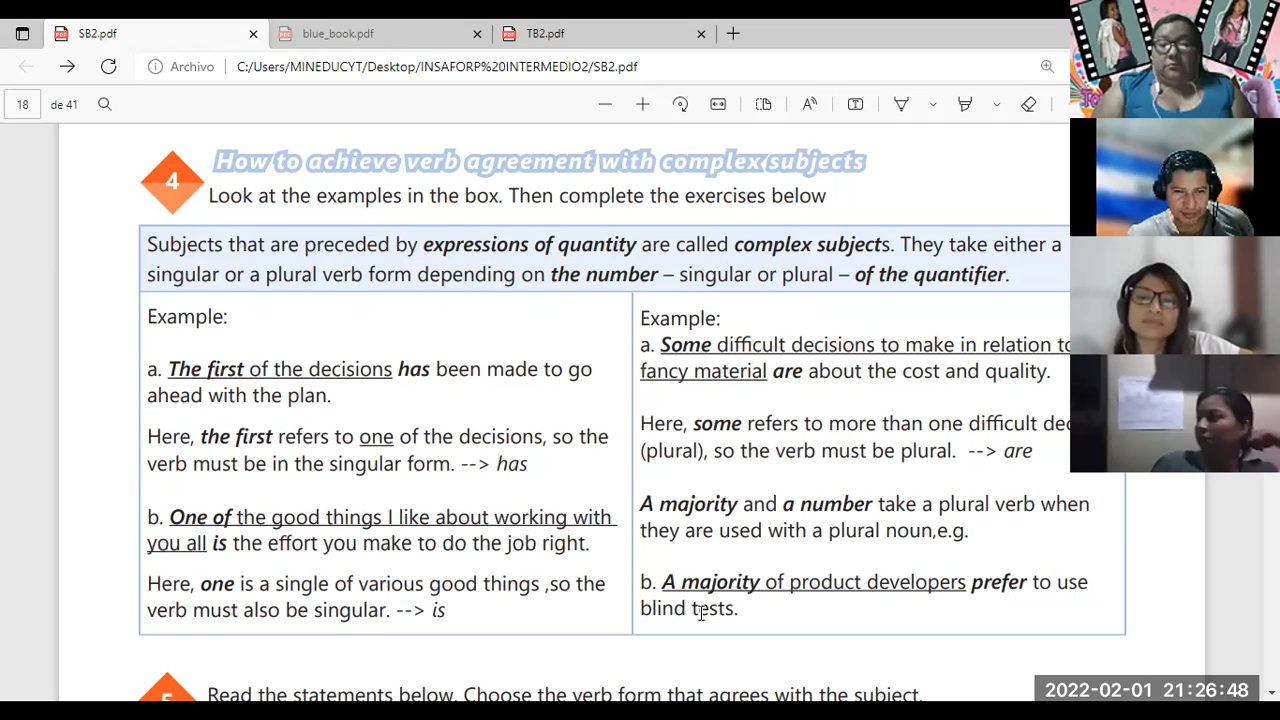 SB2.pdf
blue_book.pdf
TB2.pdf
Archivo
C:/Users/MINEDUCYT/Desktop/INSAFORP%20INTERMEDIO2/SB2.pdf
18
de 41
4
How to achieve verb agreement with complex subjects
Look at the examples in the box. Then complete the exercises below
Subjects that are preceded by expressions of quantity are called complex subjects. They take either a
singular or a plural verb form depending on the number – singular or plural – of the quantifier.
Example:
a. The first of the decisions has been made to go
ahead with the plan.
Here, the first refers to one of the decisions, so the
verb must be in the singular form. --> has
b. One of the good things I like about working with
you all is the effort you make to do the job right.
Here, one is a single of various good things ,so the
verb must also be singular. --> is
Example:
a. Some difficult decisions to make in relation to
fancy material are about the cost and quality.
Here, some refers to more than one difficult dec
(plural), so the verb must be plural. --> are
A majority and a number take a plural verb when
they are used with a plural noun,e.g.
b. A majority of product developers prefer to use
blind tests.
5
Read the statements below. Choose the verb form that agrees with the subject.
2022-02-01 21:26:48